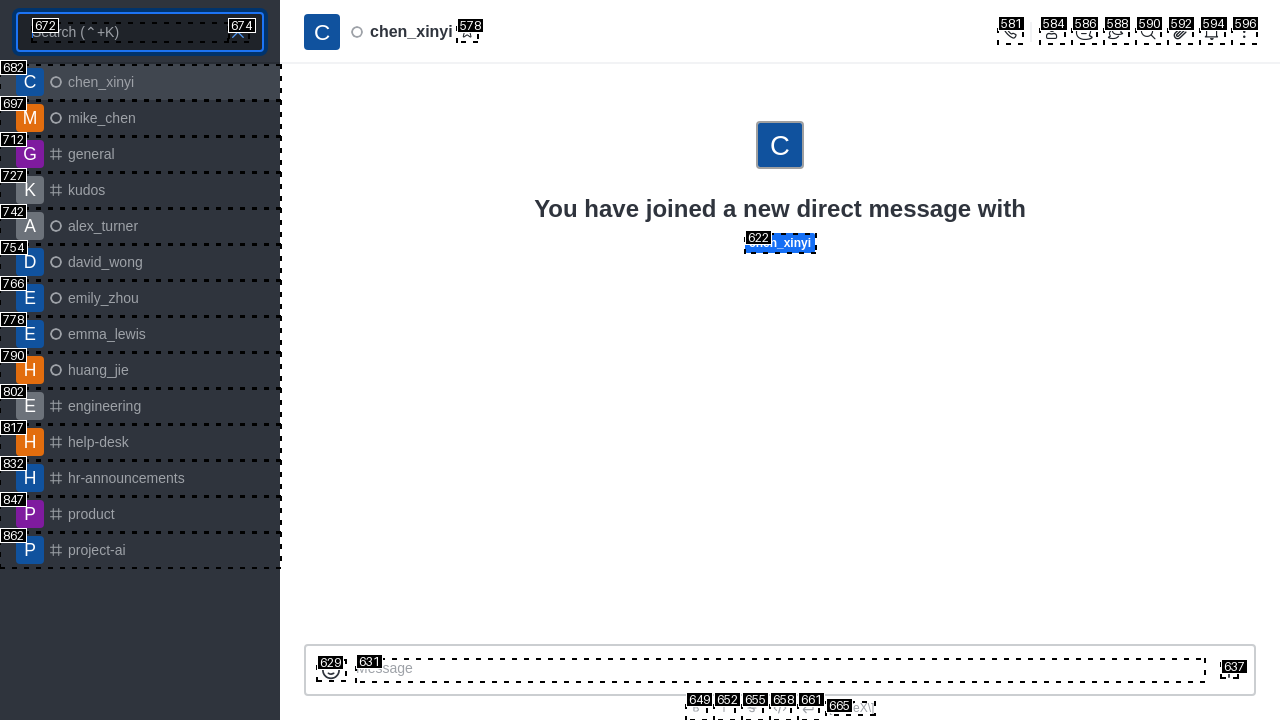 672
Search (⌃+K)
674
682
C
chen_xinyi
697
M
mike_chen
712
G
general
727
K
kudos
742
A
alex_turner
754
D
david_wong
766
E
emily_zhou
778
E
emma_lewis
790
H
huang_jie
802
E
engineering
817
H
help-desk
832
H
hr-announcements
847
P
product
862
P
project-ai
C
chen_xinyi
578
581
584
586
588
590
592
594
596
C
You have joined a new direct message with
622
chen_xinyi
629
631
Message
637
649
652
655
658
661
665